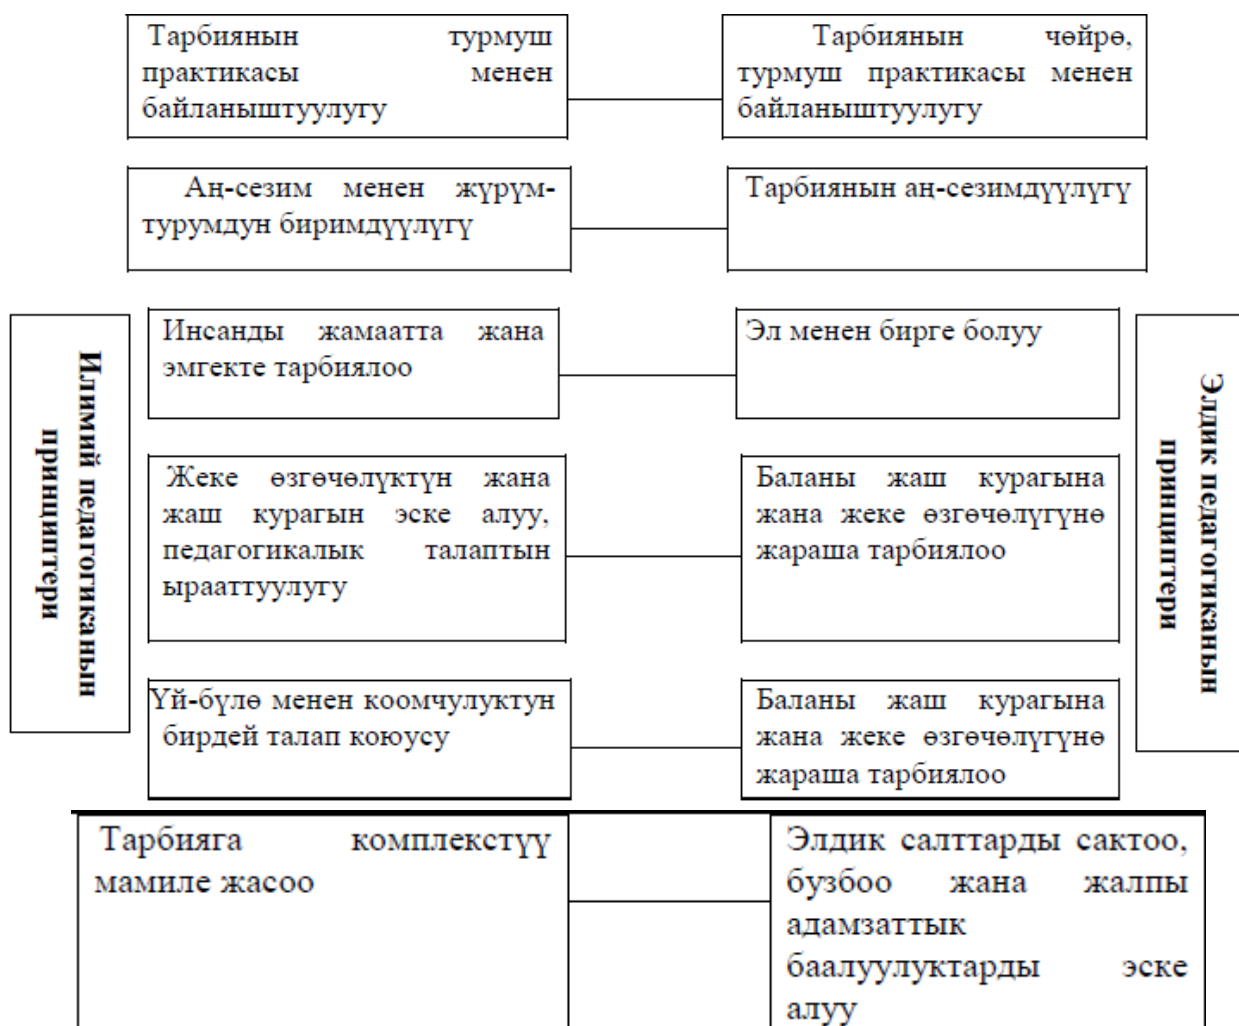 Тарбиянын турмуш
практикасы менен
байланыштуулугу
Тарбиянын чөйрө,
турмуш практикасы менен
байланыштуулугу
Аң-сезим менен жүрүм-
турумдун биримдүүлүгү
Тарбиянын аң-сезимдүүлүгү
Илимий педагогиканын
принциптери
Инсанды жамаатта жана
эмгекте тарбиялоо
Эл менен бирге болуу
Элдик педагогиканын
принциптери
Жеке өзгөчөлүктүн жана
жаш курагын эске алуу,
педагогикалык талаптын
ырааттуулугу
Баланы жаш курагына
жана жеке өзгөчөлүгүнө
жараша тарбиялоо
Үй-бүлө менен коомчулуктун
бирдей талап коюусу
Баланы жаш курагына
жана жеке өзгөчөлүгүнө
жараша тарбиялоо
Тарбияга комплекстүү
мамиле жасоо
Элдик салттарды сактоо,
бузбоо жана жалпы
адамзаттык
баалуулуктарды эске
алуу